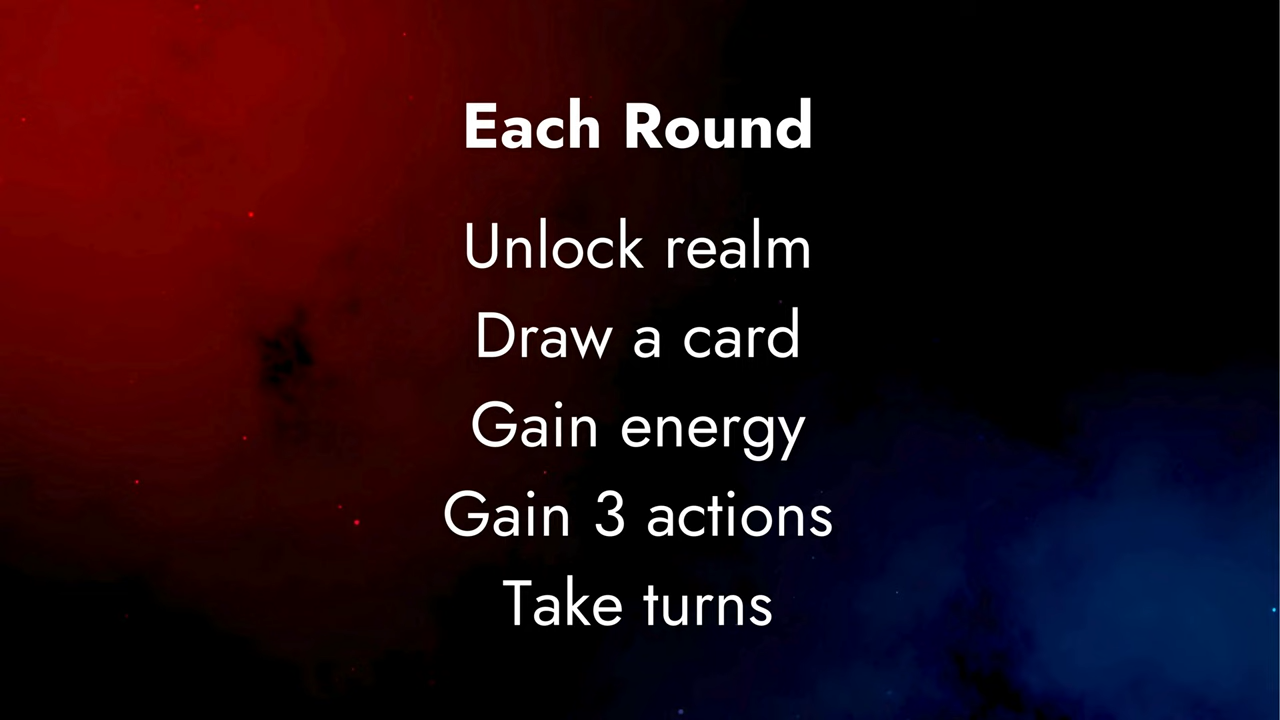 Each Round
Unlock realm
Draw a card
Gain energy
Gain 3 actions
Take turns